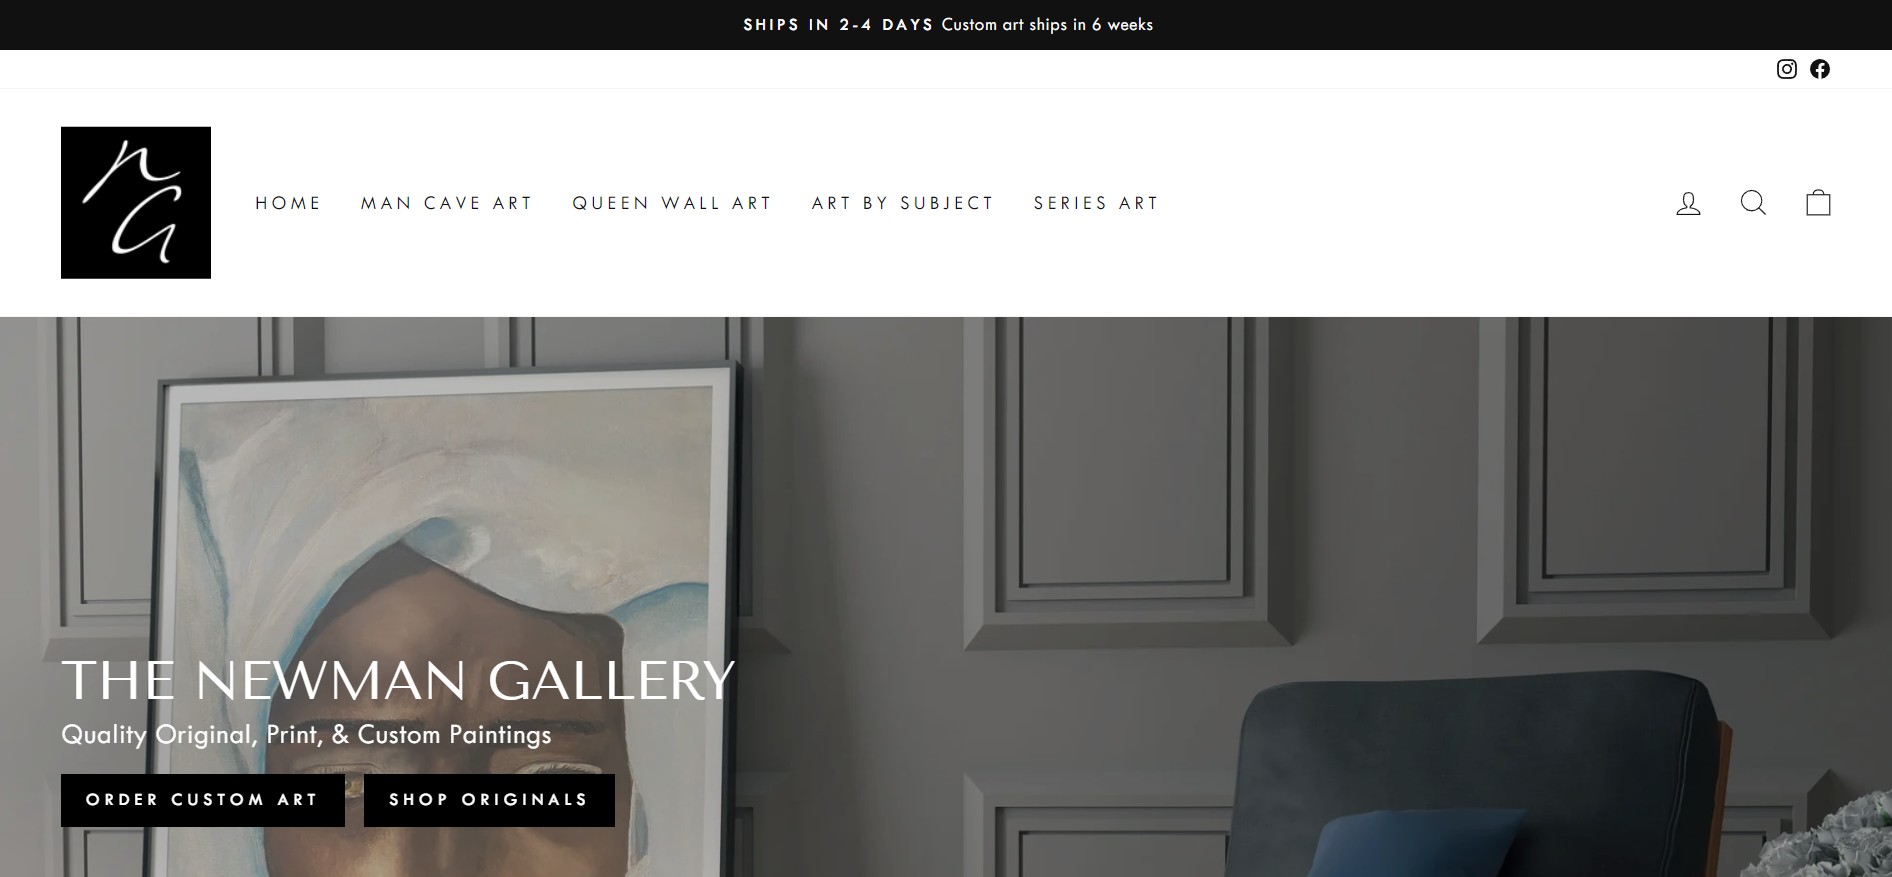 SHIPS IN 2-4 DAYS Custom art ships in 6 weeks
nG
HOME MAN CAVE ART QUEEN WALL ART ART BY SUBJECT SERIES ART
THE NEWMAN GALLERY
Quality Original, Print, & Custom Paintings
ORDER CUSTOM ART SHOP ORIGINALS